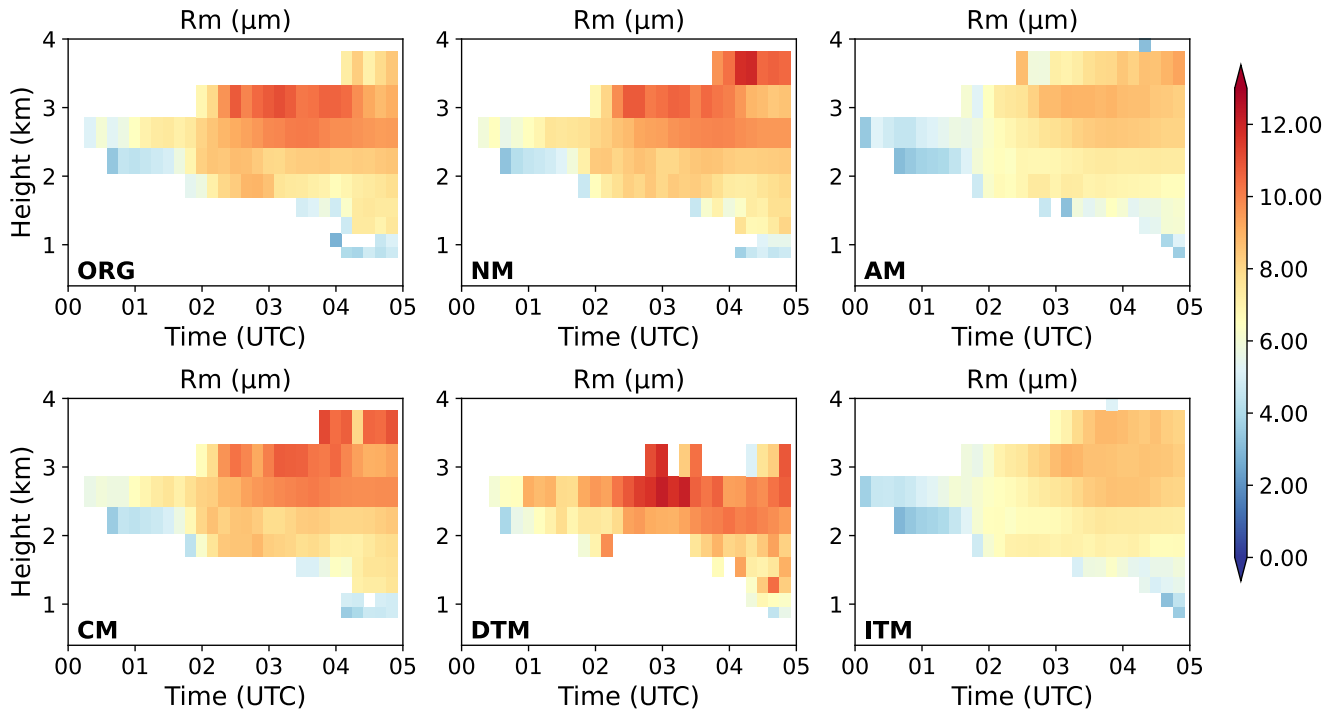 Rm (µm) Rm (µm) Rm (µm)
4 4 4
3 3 3
2 2 2
1 1 1
Height (km)
ORG NM AM
00 01 02 03 04 05 00 01 02 03 04 05 00 01 02 03 04 05
Time (UTC) Time (UTC) Time (UTC)
Rm (µm) Rm (µm) Rm (µm)
4 4 4
3 3 3
2 2 2
1 1 1
Height (km)
CM DTM ITM
00 01 02 03 04 05 00 01 02 03 04 05 00 01 02 03 04 05
Time (UTC) Time (UTC) Time (UTC)
12.00
10.00
8.00
6.00
4.00
2.00
0.00